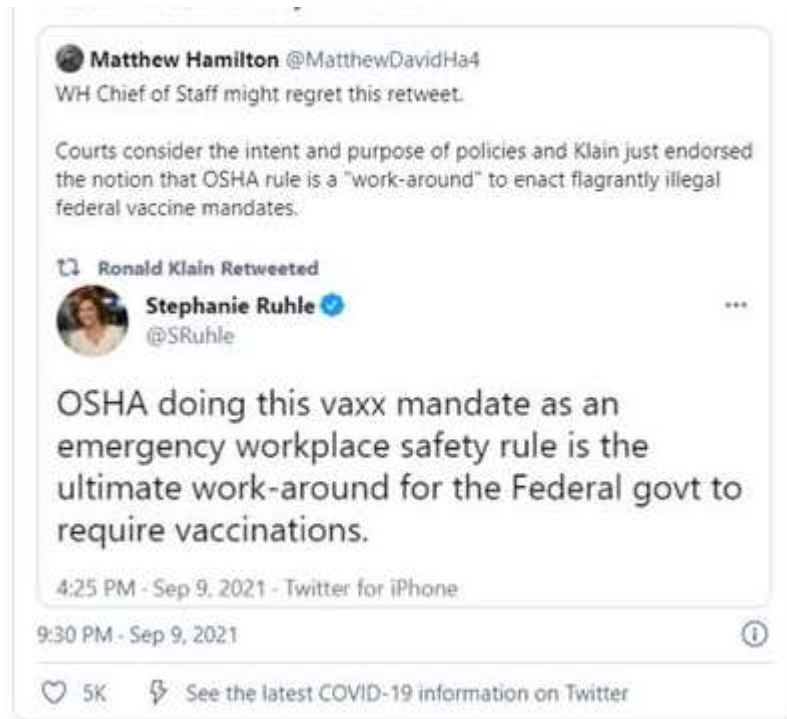 Matthew Hamilton @MatthewDavidHa4
WH Chief of Staff might regret this retweet.
Courts consider the intent and purpose of policies and Klain just endorsed
the notion that OSHA rule is a "work-around" to enact flagrantly illegal
federal vaccine mandates.
Ronald Klain Retweeted
Stephanie Ruhle
@SRuhle
OSHA doing this vaxx mandate as an
emergency workplace safety rule is the
ultimate work-around for the Federal govt to
require vaccinations.
4:25 PM - Sep 9, 2021 - Twitter for iPhone
9:30 PM - Sep 9, 2021
5K See the latest COVID-19 information on Twitter